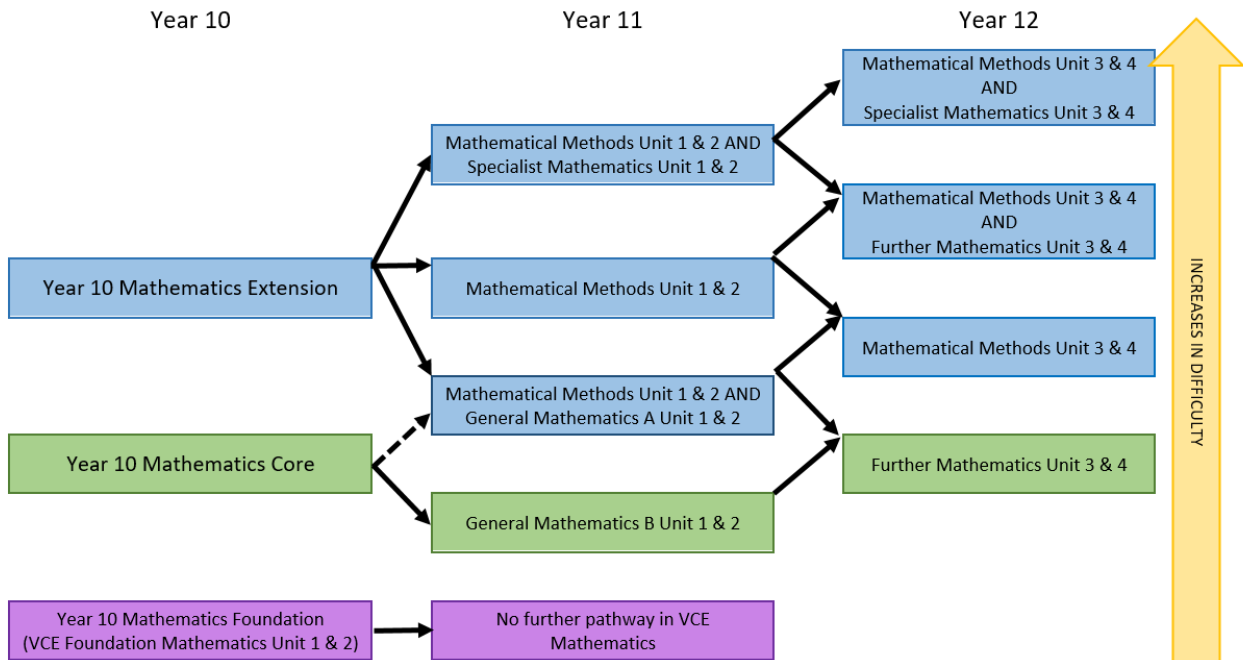 Year 10
Year 11
Year 12
Mathematical Methods Unit 3 & 4
AND
Specialist Mathematics Unit 3 & 4
Mathematical Methods Unit 1 & 2 AND
Specialist Mathematics Unit 1 & 2
Mathematical Methods Unit 3 & 4
AND
Further Mathematics Unit 3 & 4
Year 10 Mathematics Extension
Mathematical Methods Unit 1 & 2
Mathematical Methods Unit 3 & 4
Mathematical Methods Unit 1 & 2 AND
General Mathematics A Unit 1 & 2
Year 10 Mathematics Core
Further Mathematics Unit 3 & 4
General Mathematics B Unit 1 & 2
Year 10 Mathematics Foundation
(VCE Foundation Mathematics Unit 1 & 2)
No further pathway in VCE
Mathematics
INCREASES IN DIFFICULTY